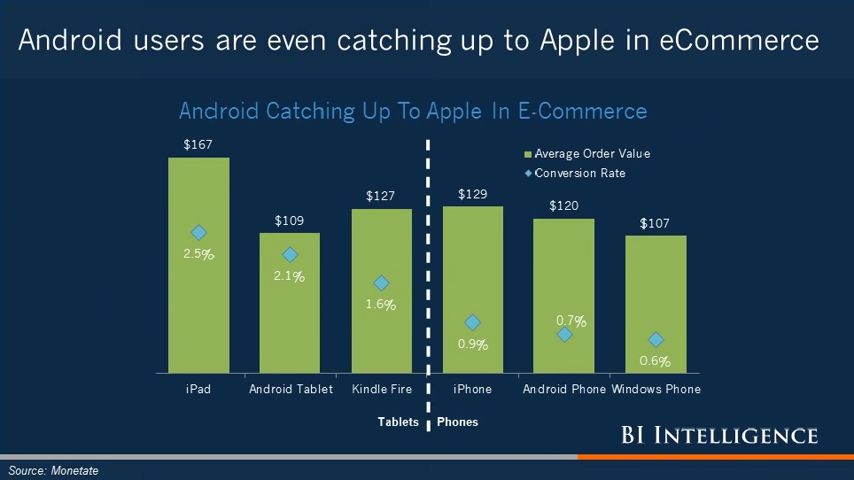 Android users are even catching up to Apple in eCommerce
Android Catching Up To Apple In E-Commerce
Average Order Value
Conversion Rate
$167
$109
$127
$129
$120
$107
2.5%
2.1%
1.6%
0.9%
0.7%
0.6%
iPad
Android Tablet
Kindle Fire
iPhone
Android Phone
Windows Phone
Tablets
Phones
BI INTELLIGENCE
Source: Monetate